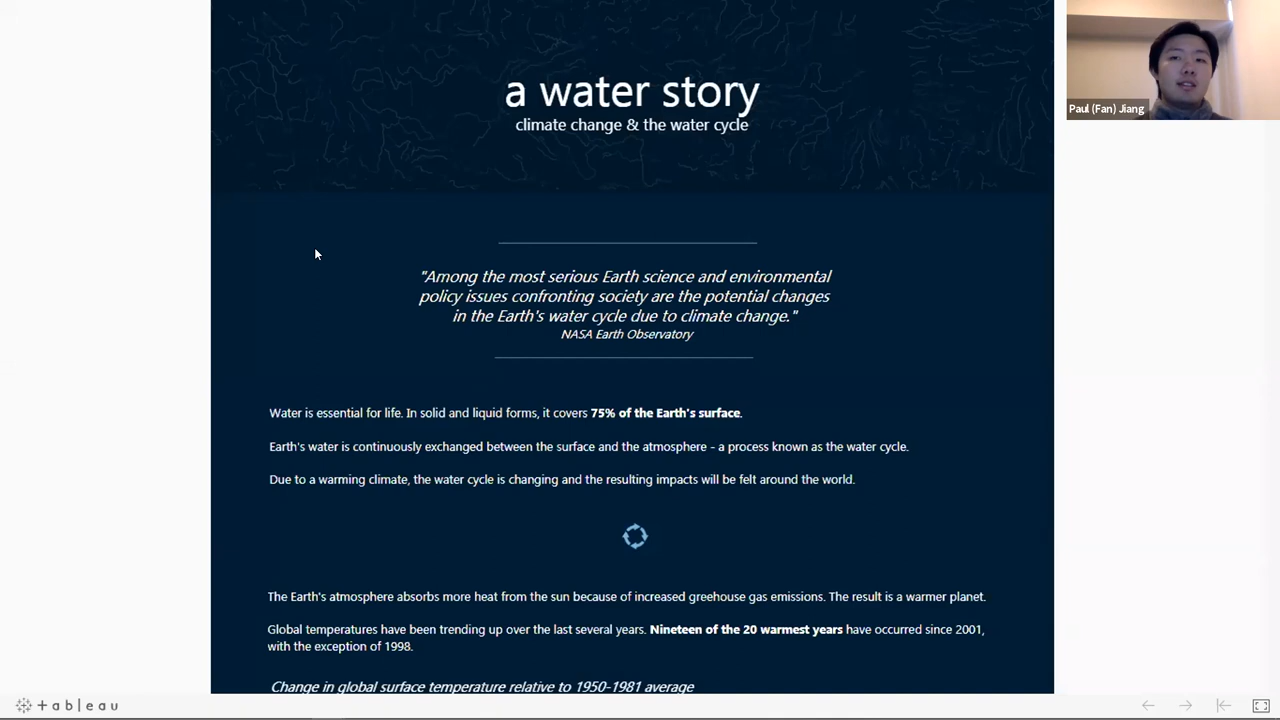 a water story
climate change & the water cycle
Paul (Fan) Jiang
"Among the most serious Earth science and environmental
policy issues confronting society are the potential changes
in the Earth's water cycle due to climate change."
NASA Earth Observatory
Water is essential for life. In solid and liquid forms, it covers 75% of the Earth's surface.
Earth's water is continuously exchanged between the surface and the atmosphere - a process known as the water cycle.
Due to a warming climate, the water cycle is changing and the resulting impacts will be felt around the world.
The Earth's atmosphere absorbs more heat from the sun because of increased greehouse gas emissions. The result is a warmer planet.
Global temperatures have been trending up over the last several years. Nineteen of the 20 warmest years have occurred since 2001,
with the exception of 1998.
Change in global surface temperature relative to 1950-1981 average
+ a b l e a u